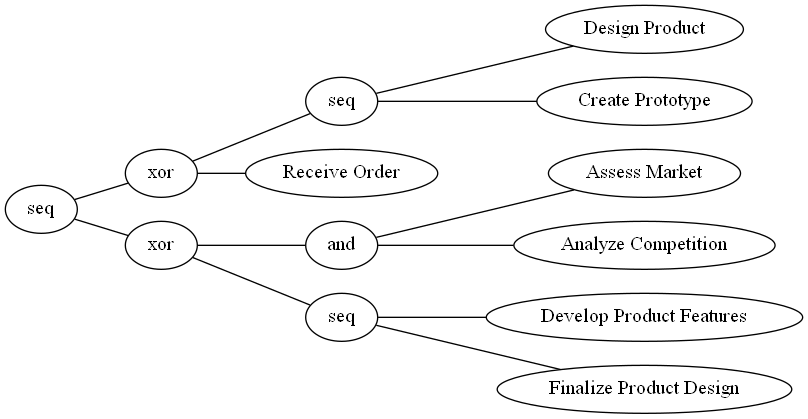 Design Product
seq
Create Prototype
xor
Receive Order
Assess Market
seq
xor
and
Analyze Competition
seq
Develop Product Features
Finalize Product Design